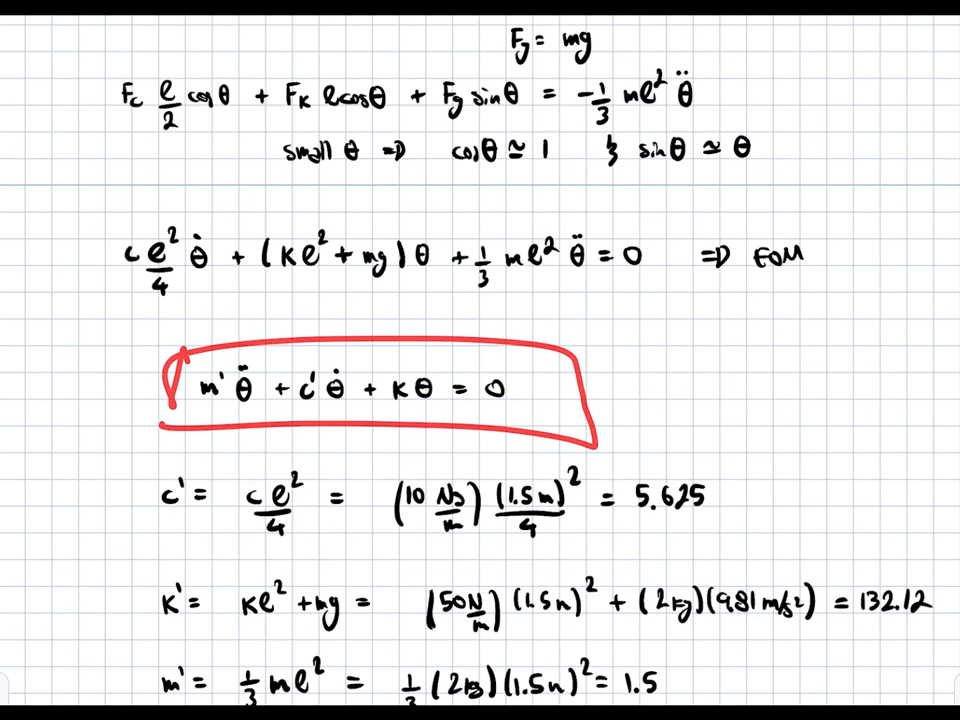 Fg = mg
Fc ℓ/2 cosθ + FK ℓcosθ + Fg sinθ = -1/3 mℓ² θ̈
small θ ⇒ cosθ ≃ 1 & sinθ ≃ θ
c ℓ²/4 θ̇ + (Kℓ² + mg)θ + 1/3 mℓ² θ̈ = 0 ⇒ EOM
m' θ̈ + c' θ̇ + Kθ = 0
c' = cℓ²/4 = (10 Ns/m) (1.5m)²/4 = 5.625
K' = Kℓ² + mg = (50N/m) (1.5m)² + (2kg)(9.81 m/s²) = 132.12
m' = 1/3 mℓ² = 1/3 (2kg)(1.5m)² = 1.5